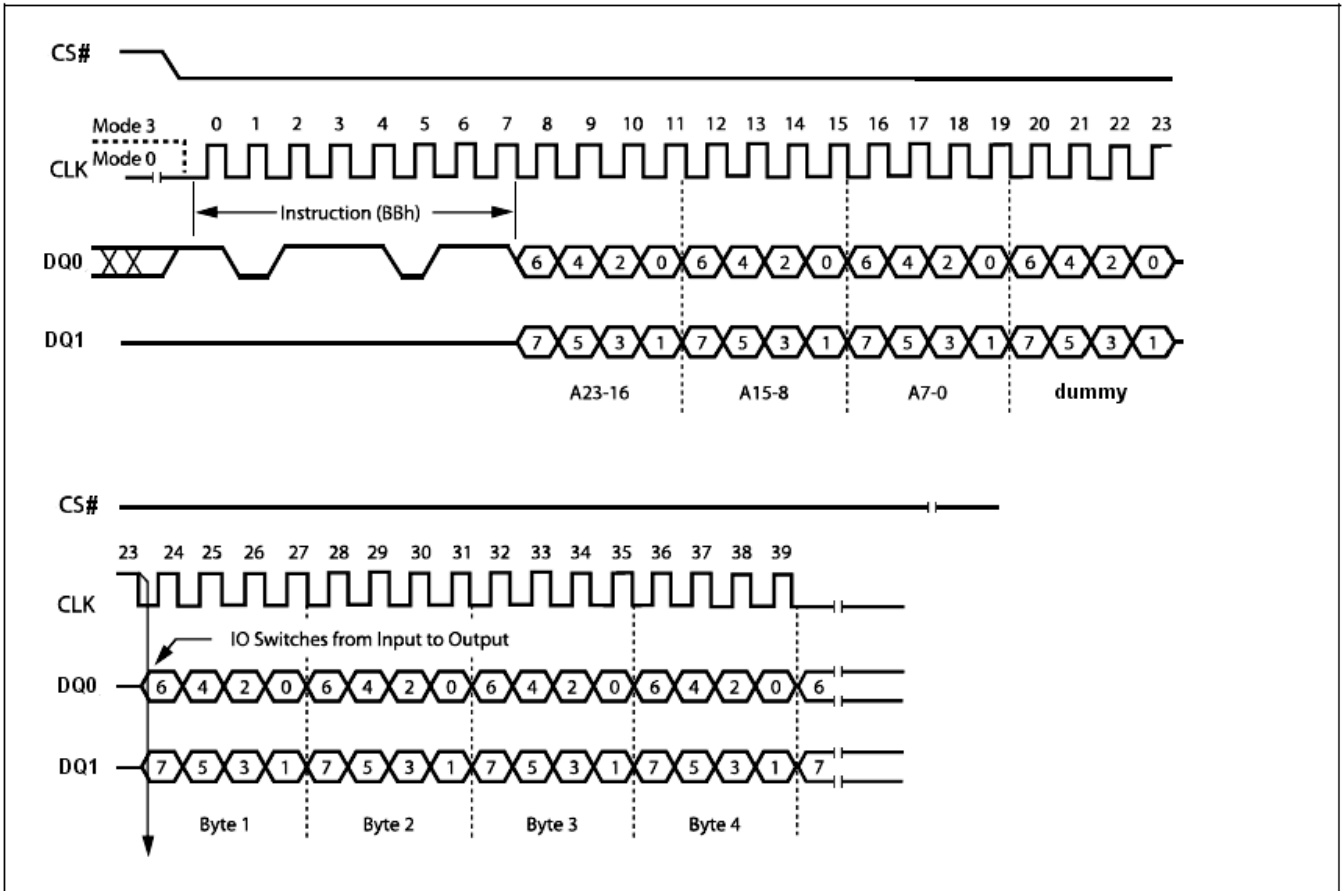 CS#
Mode 3
0 1 2 3 4 5 6 7 8 9 10 11 12 13 14 15 16 17 18 19 20 21 22 23
CLK
Mode 0
Instruction (BBh)
DQ0
6 4 2 0 6 4 2 0 6 4 2 0 6 4 2 0
DQ1
7 5 3 1 7 5 3 1 7 5 3 1 7 5 3 1
A23-16 A15-8 A7-0 dummy
CS#
23 24 25 26 27 28 29 30 31 32 33 34 35 36 37 38 39
CLK
IO Switches from Input to Output
DQ0
6 4 2 0 6 4 2 0 6 4 2 0 6 4 2 0 6
DQ1
7 5 3 1 7 5 3 1 7 5 3 1 7 5 3 1 7
Byte 1 Byte 2 Byte 3 Byte 4